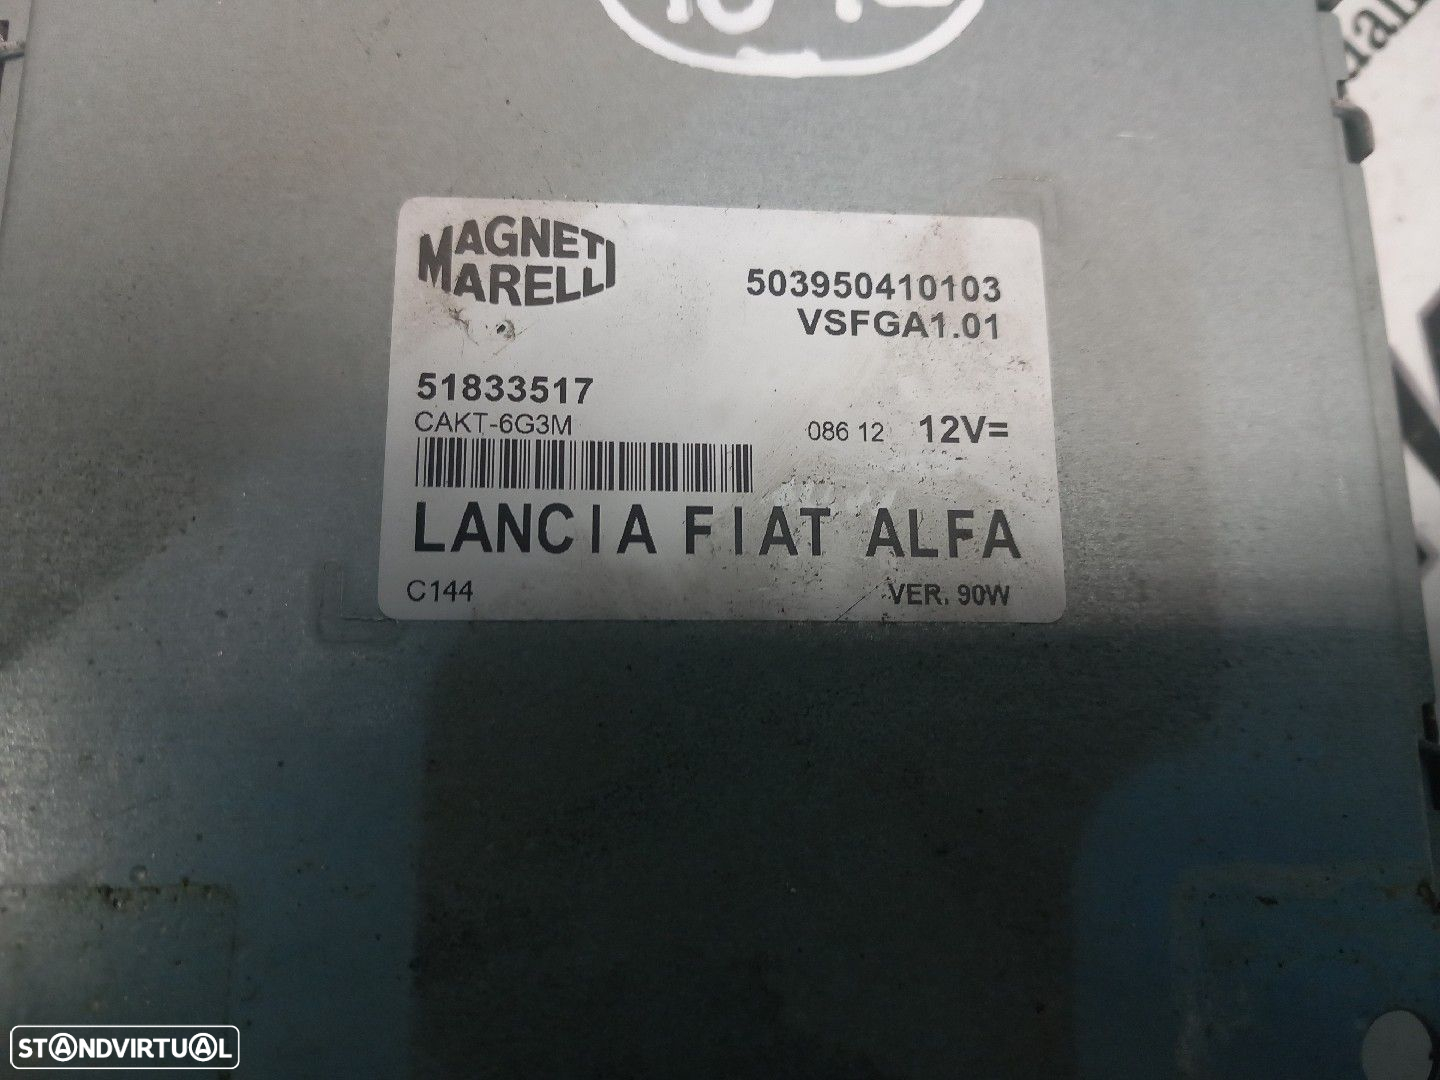 MAGNETI
MARELLI
503950410103
VSFGA1.01
51833517
CAKT-6G3M
086 12 12V=
LANCIA FIAT ALFA
C144
VER. 90W
STANDVIRTUAL